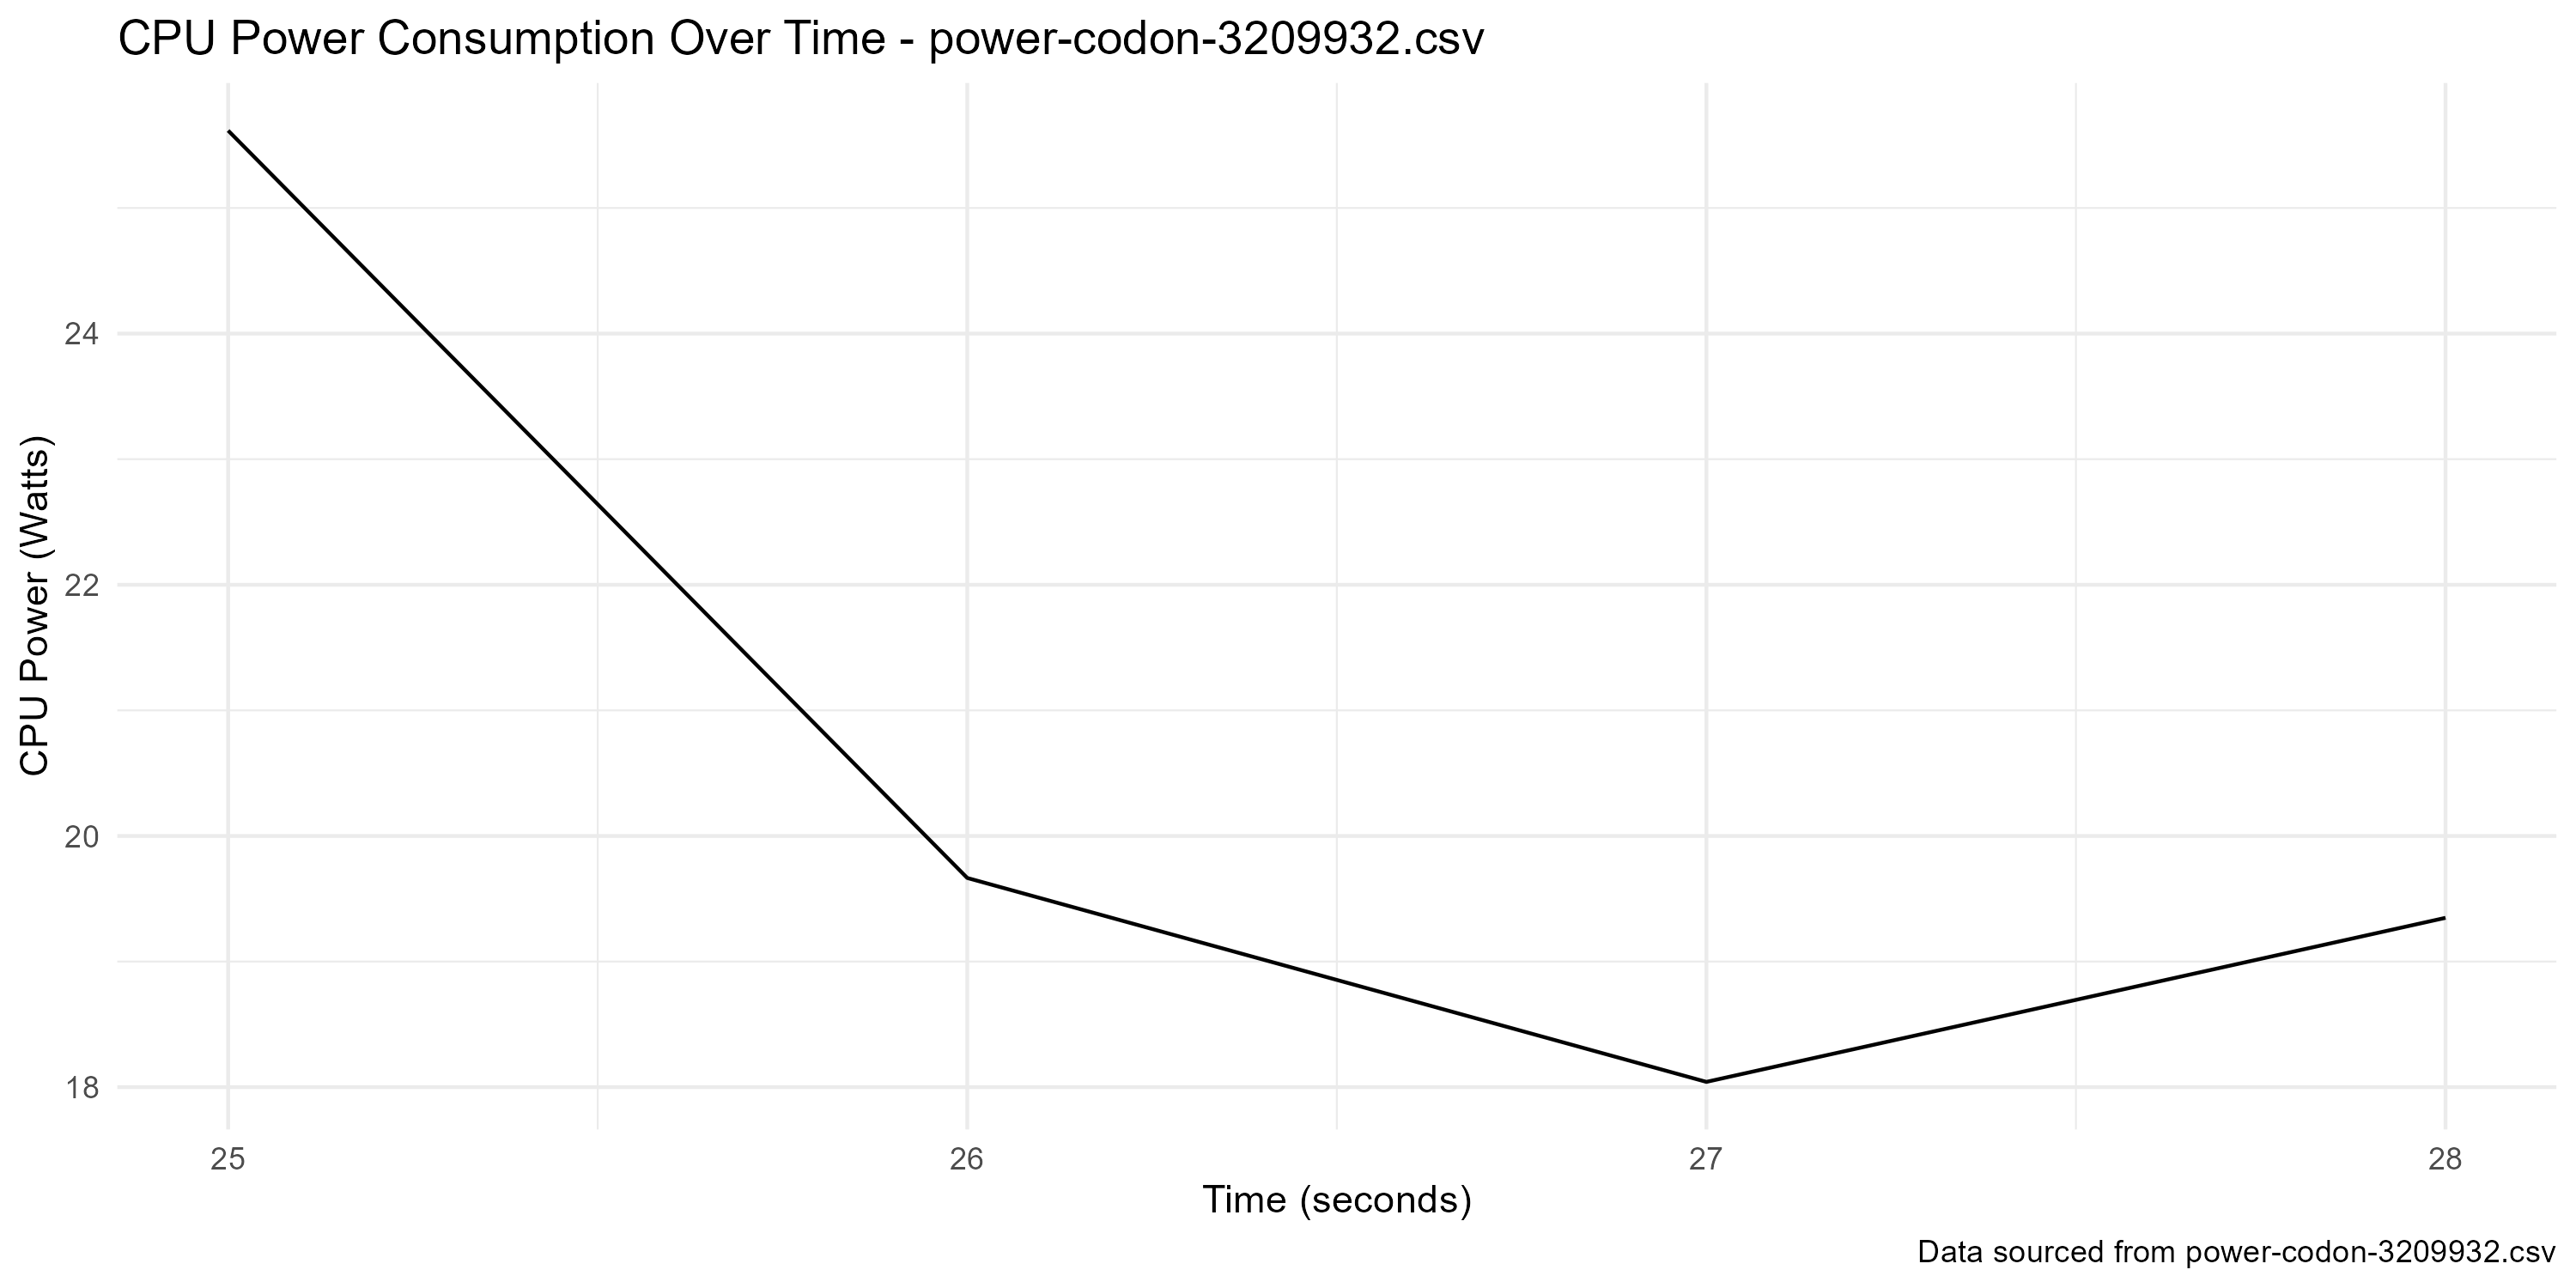 CPU Power Consumption Over Time - power-codon-3209932.csv
CPU Power (Watts)
24
22
20
18
25
26
27
28
Time (seconds)
Data sourced from power-codon-3209932.csv